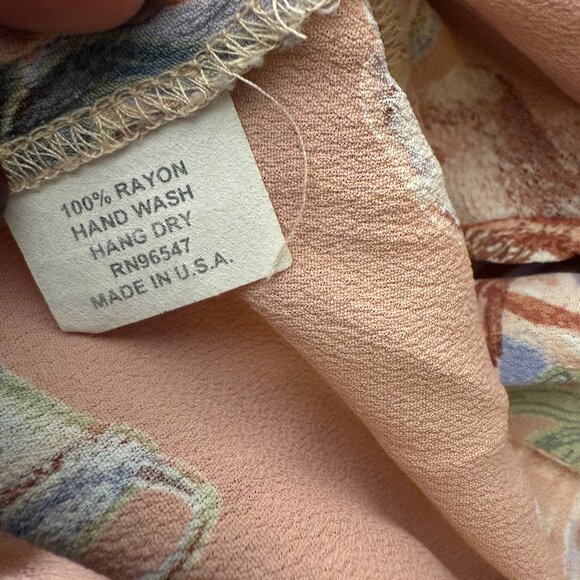 100% RAYON
HAND WASH
HANG DRY
RN96547
MADE IN U.S.A.